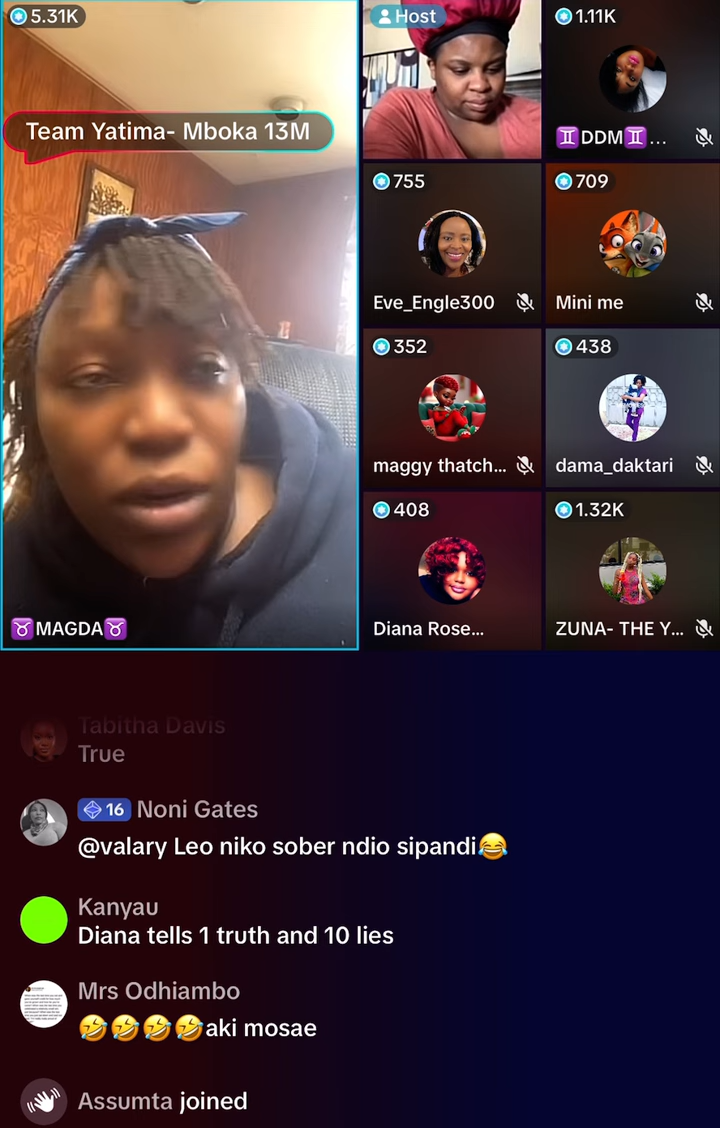 5.31K
Host
1.11K
Team Yatima- Mboka 13M
♊DDM♊...
755
709
Eve_Engle300
Mini me
352
438
maggy thatch...
dama_daktari
408
1.32K
♉MAGDA♉
Diana Rose...
ZUNA- THE Y...
Tabitha Davis
True
16 Noni Gates
@valary Leo niko sober ndio sipandi😂
Kanyau
Diana tells 1 truth and 10 lies
Mrs Odhiambo
🤣🤣🤣🤣aki mosae
Assumta joined